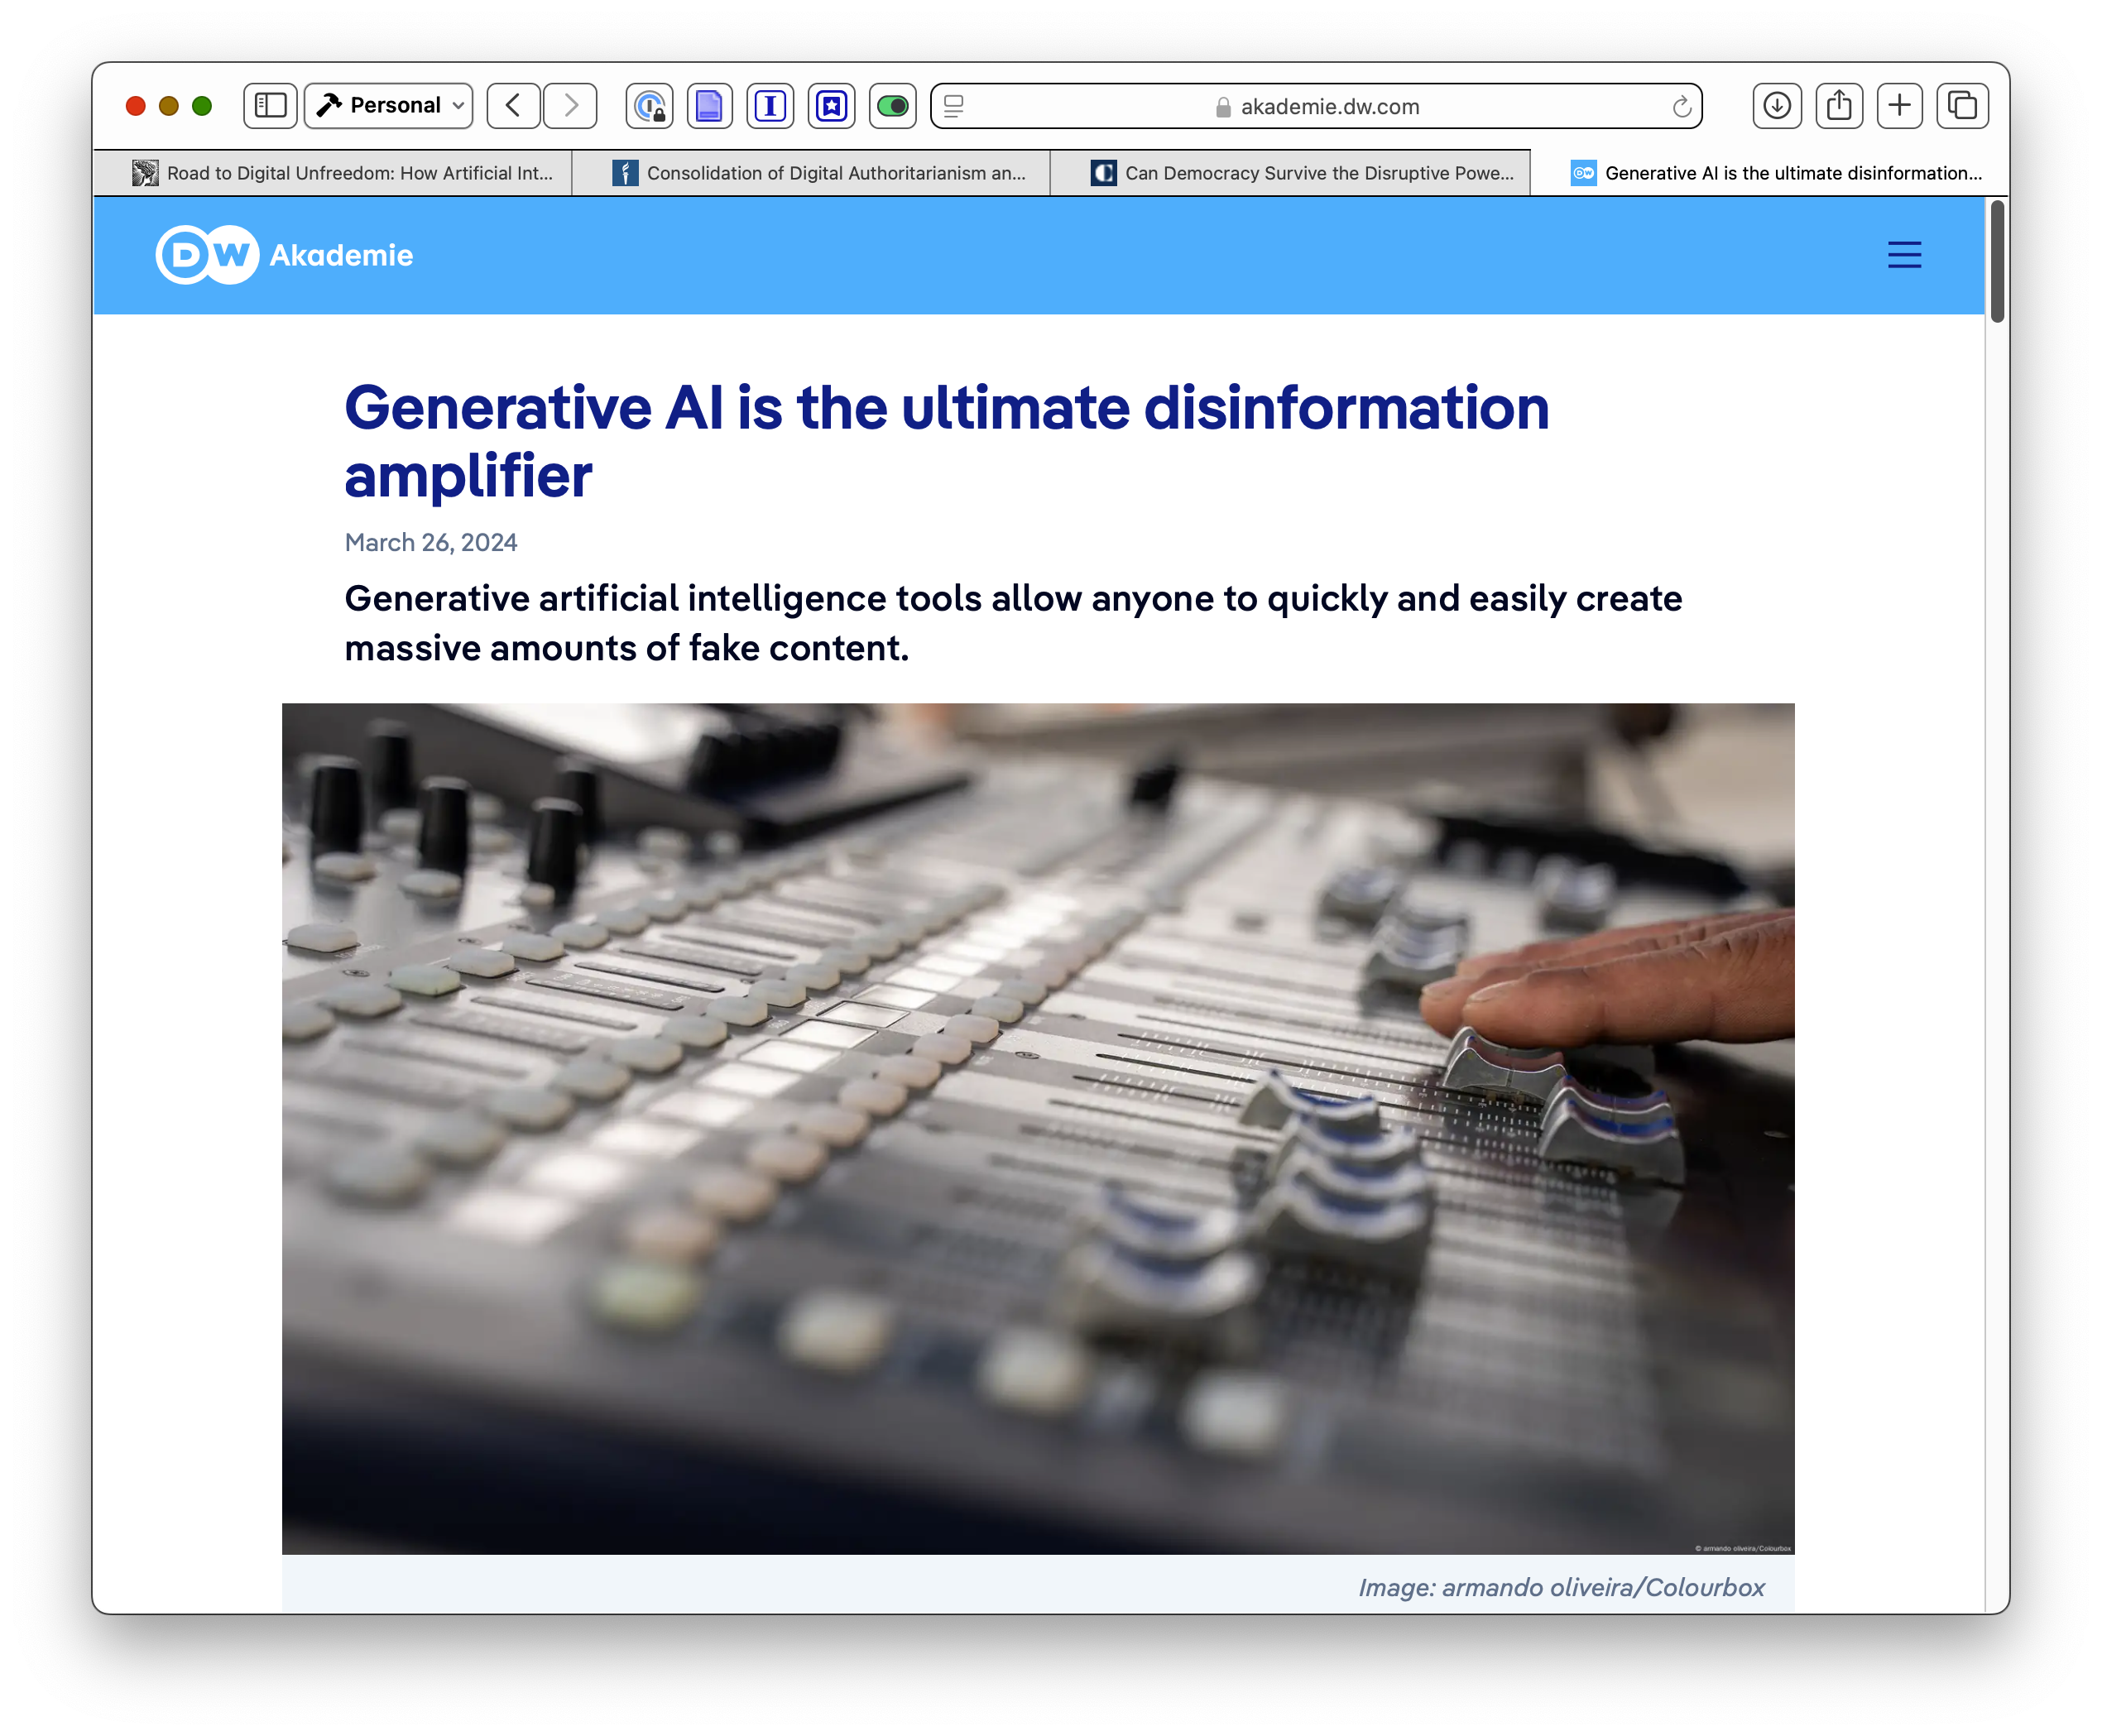 Personal
akademie.dw.com
Road to Digital Unfreedom: How Artificial Int...
Consolidation of Digital Authoritarianism an...
Can Democracy Survive the Disruptive Powe...
Generative AI is the ultimate disinformation...
DW Akademie
Generative AI is the ultimate disinformation
amplifier
March 26, 2024
Generative artificial intelligence tools allow anyone to quickly and easily create
massive amounts of fake content.
© armando oliveira/Colourbox
Image: armando oliveira/Colourbox